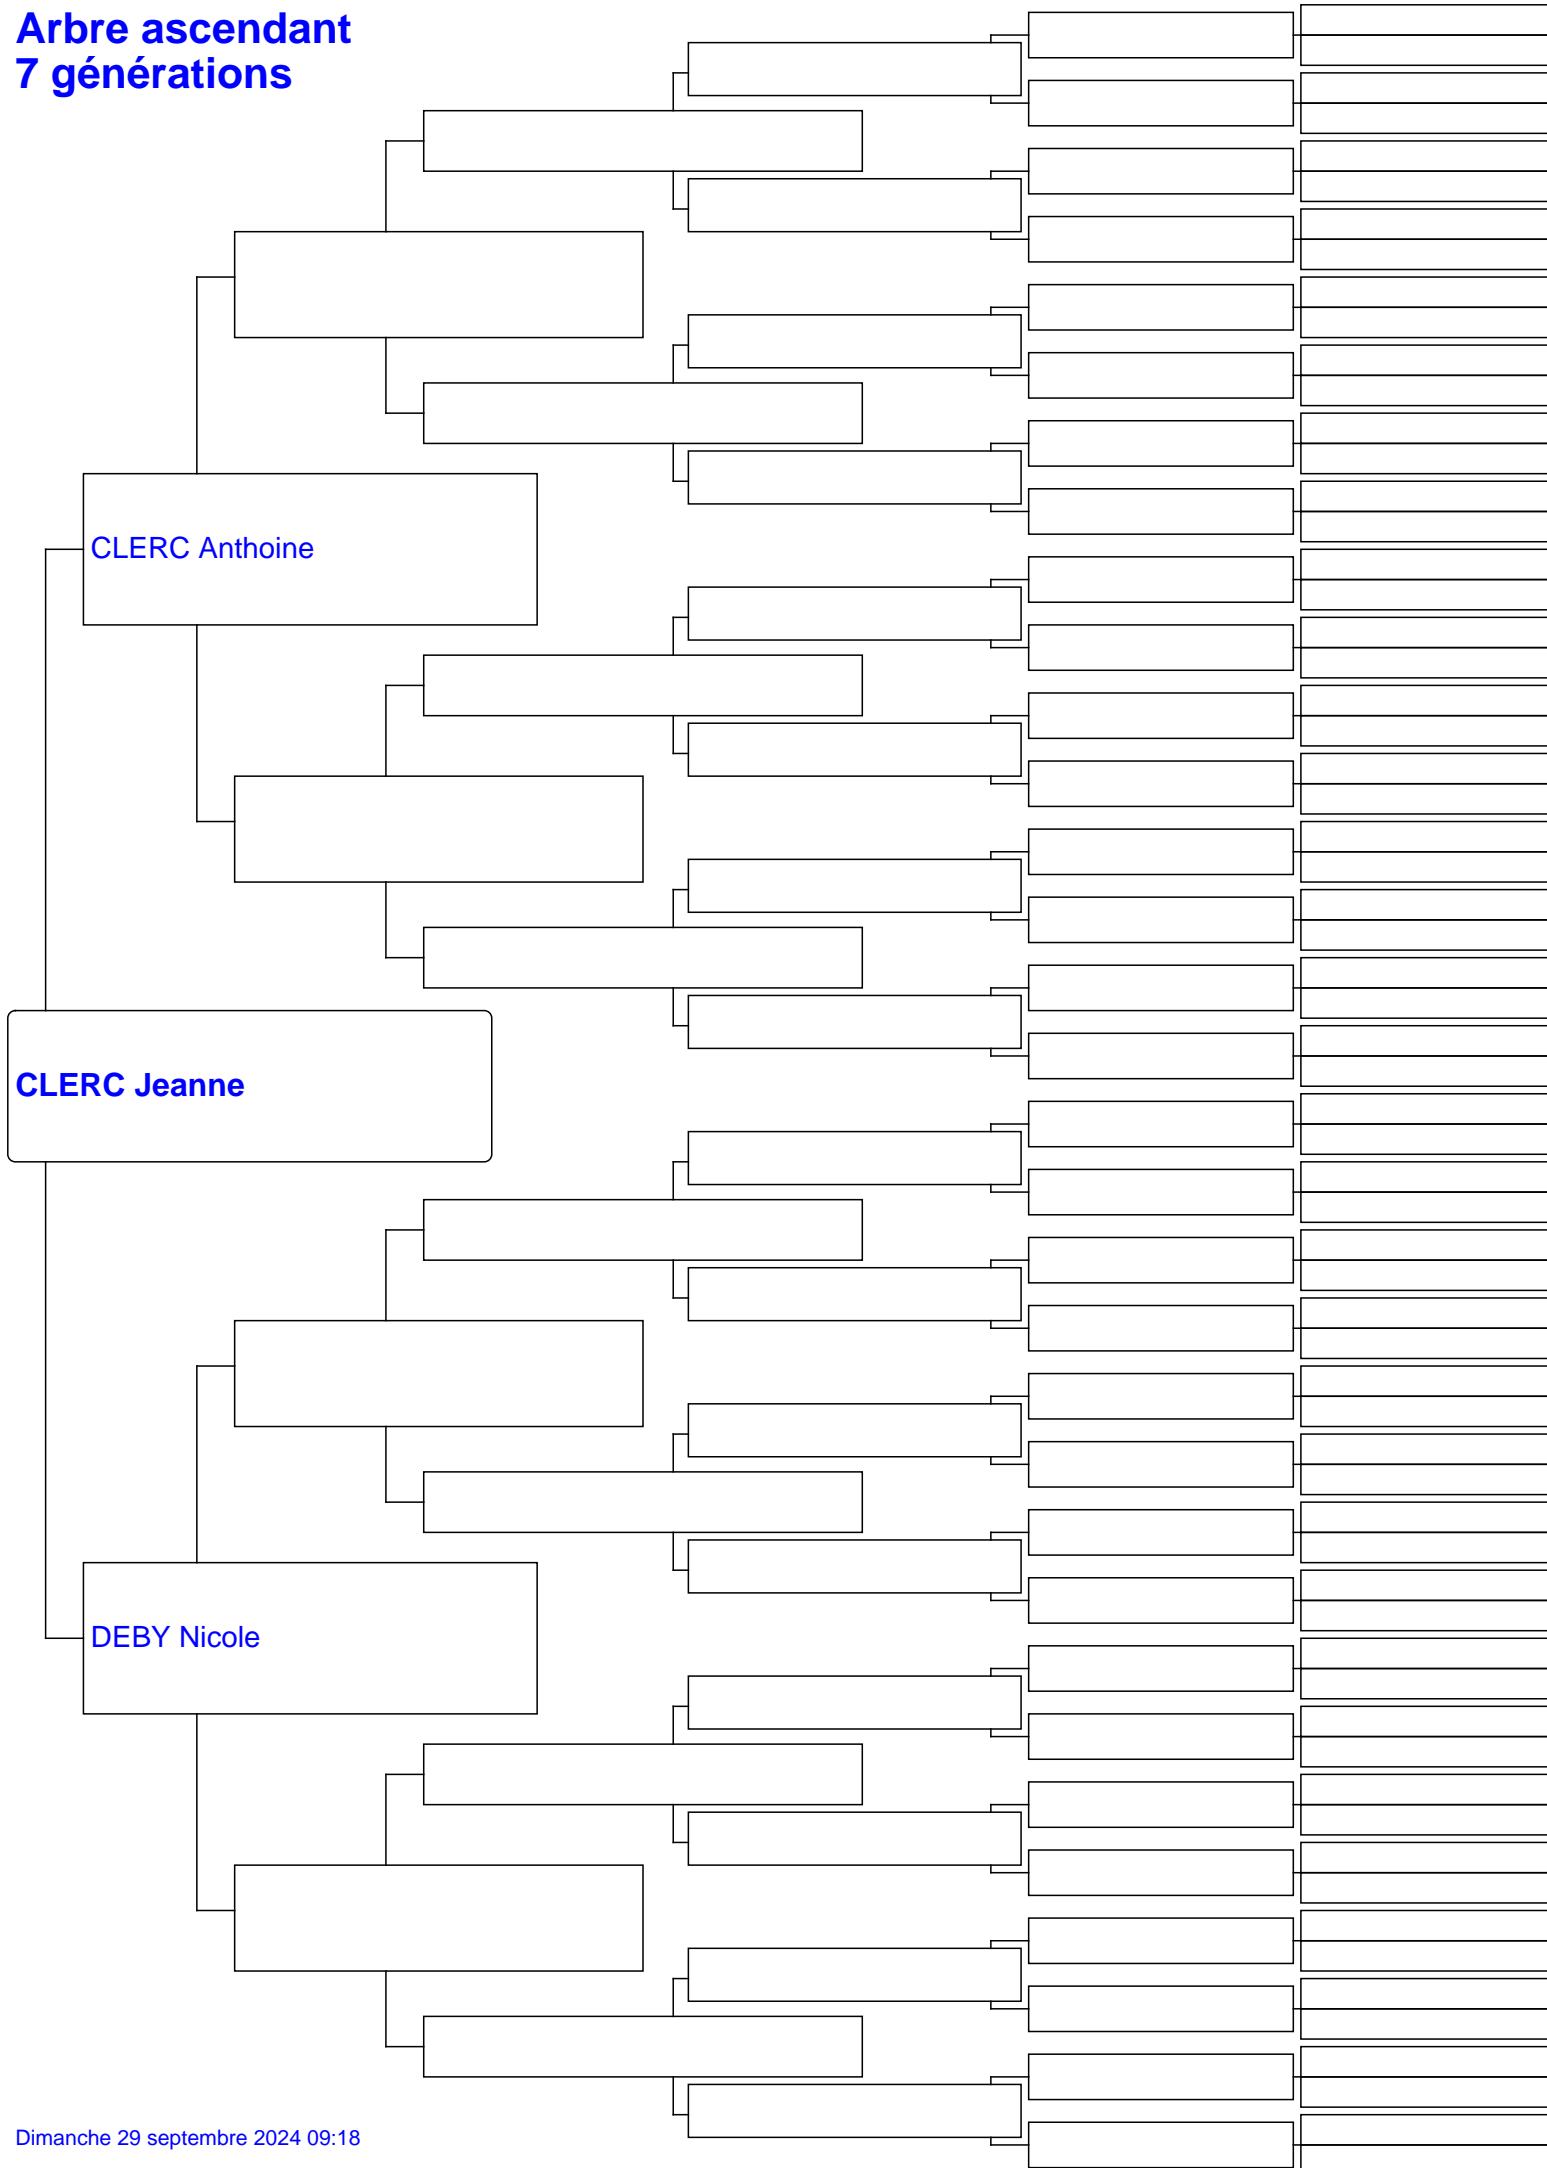 Arbre ascendant
7 générations
CLERC Anthoine
CLERC Jeanne
DEBY Nicole
Dimanche 29 septembre 2024 09:18